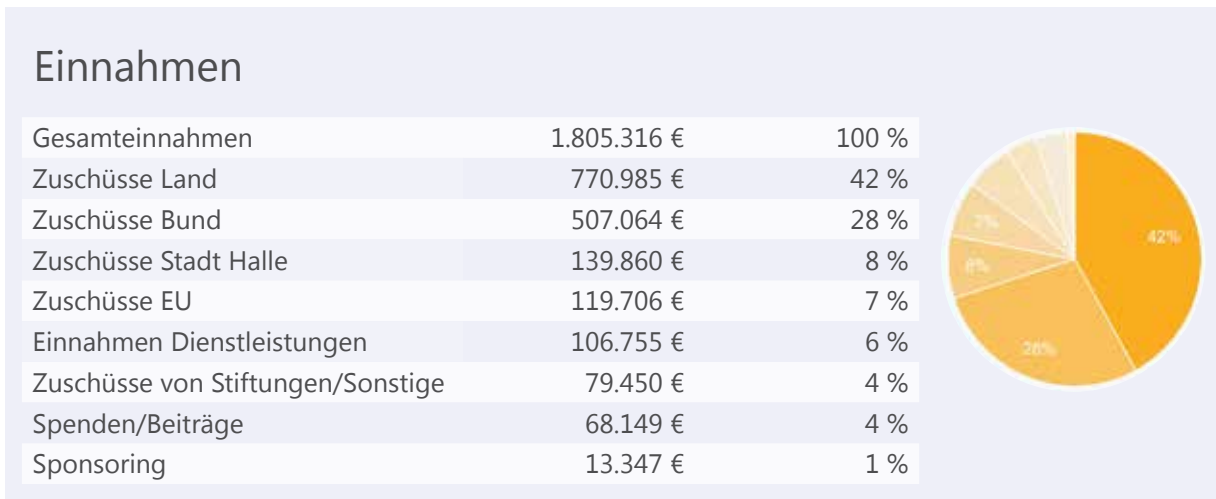 Einnahmen
Gesamteinnahmen 1.805.316 € 100 %
Zuschüsse Land 770.985 € 42 %
Zuschüsse Bund 507.064 € 28 %
Zuschüsse Stadt Halle 139.860 € 8 %
Zuschüsse EU 119.706 € 7 %
Einnahmen Dienstleistungen 106.755 € 6 %
Zuschüsse von Stiftungen/Sonstige 79.450 € 4 %
Spenden/Beiträge 68.149 € 4 %
Sponsoring 13.347 € 1 %
42%
28%
8%
7%